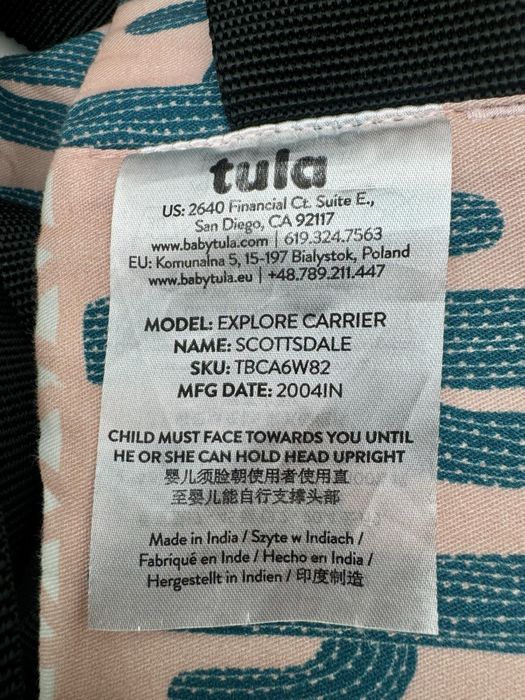 tula
US: 2640 Financial Ct. Suite E.,
San Diego, CA 92117
www.babytula.com | 619.324.7563
EU: Komunalna 5, 15-197 Bialystok, Poland
www.babytula.eu | +48.789.211.447
MODEL: EXPLORE CARRIER
NAME: SCOTTSDALE
SKU: TBCA6W82
MFG DATE: 2004IN
CHILD MUST FACE TOWARDS YOU UNTIL
HE OR SHE CAN HOLD HEAD UPRIGHT
婴儿须脸朝使用者使用直
至婴儿能自行支撑头部
Made in India / Szyte w Indiach /
Fabriqué en Inde / Hecho en India /
Hergestellt in Indien / 印度制造